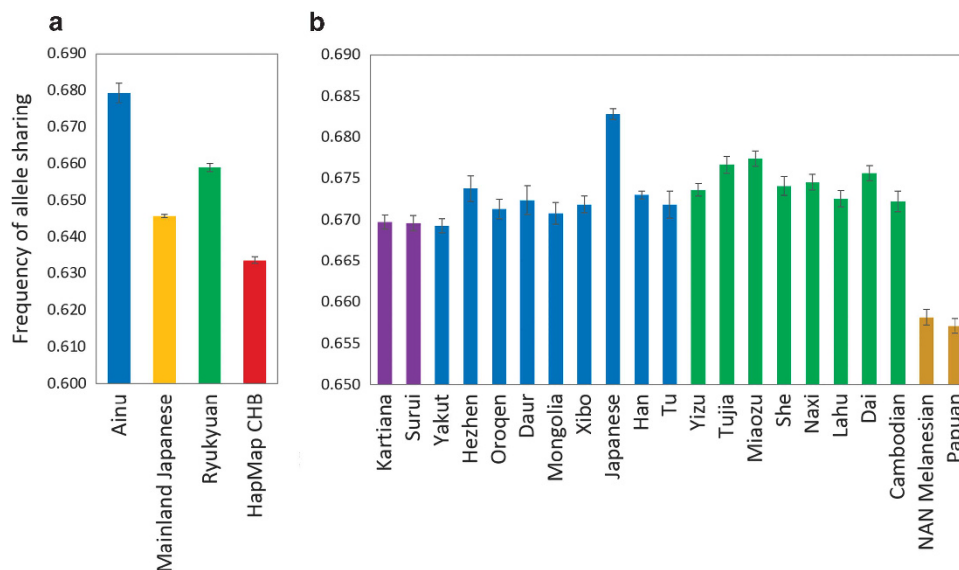 a
b
Frequency of allele sharing
0.690
0.680
0.670
0.660
0.650
0.640
0.630
0.620
0.610
0.600
Ainu
Mainland Japanese
Ryukyuan
HapMap CHB
0.690
0.685
0.680
0.675
0.670
0.665
0.660
0.655
0.650
Kartiana
Surui
Yakut
Hezhen
Oroqen
Daur
Mongolia
Xibo
Japanese
Han
Tu
Yizu
Tujia
Miaozu
She
Naxi
Lahu
Dai
Cambodian
NAN Melanesian
Papuan